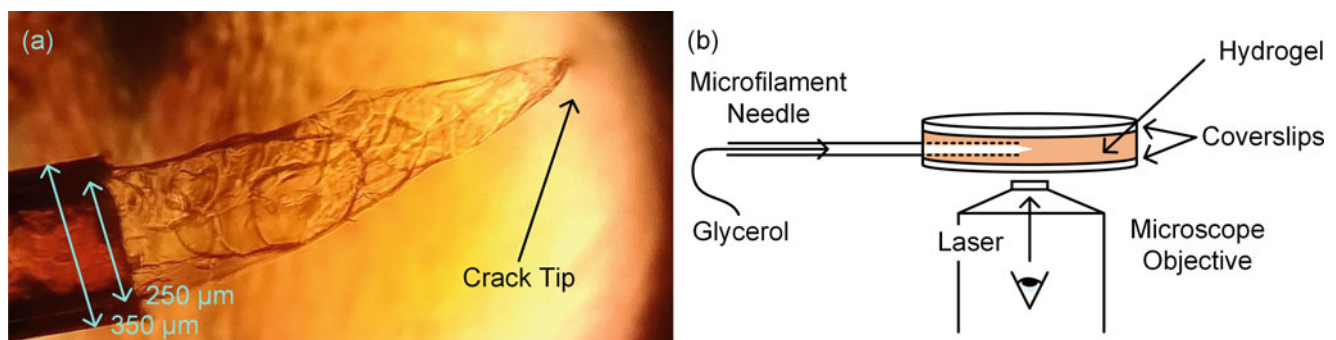 (a)
250 µm
350 µm
Crack Tip
(b)
Microfilament
Needle
Hydrogel
Coverslips
Glycerol
Laser
Microscope
Objective